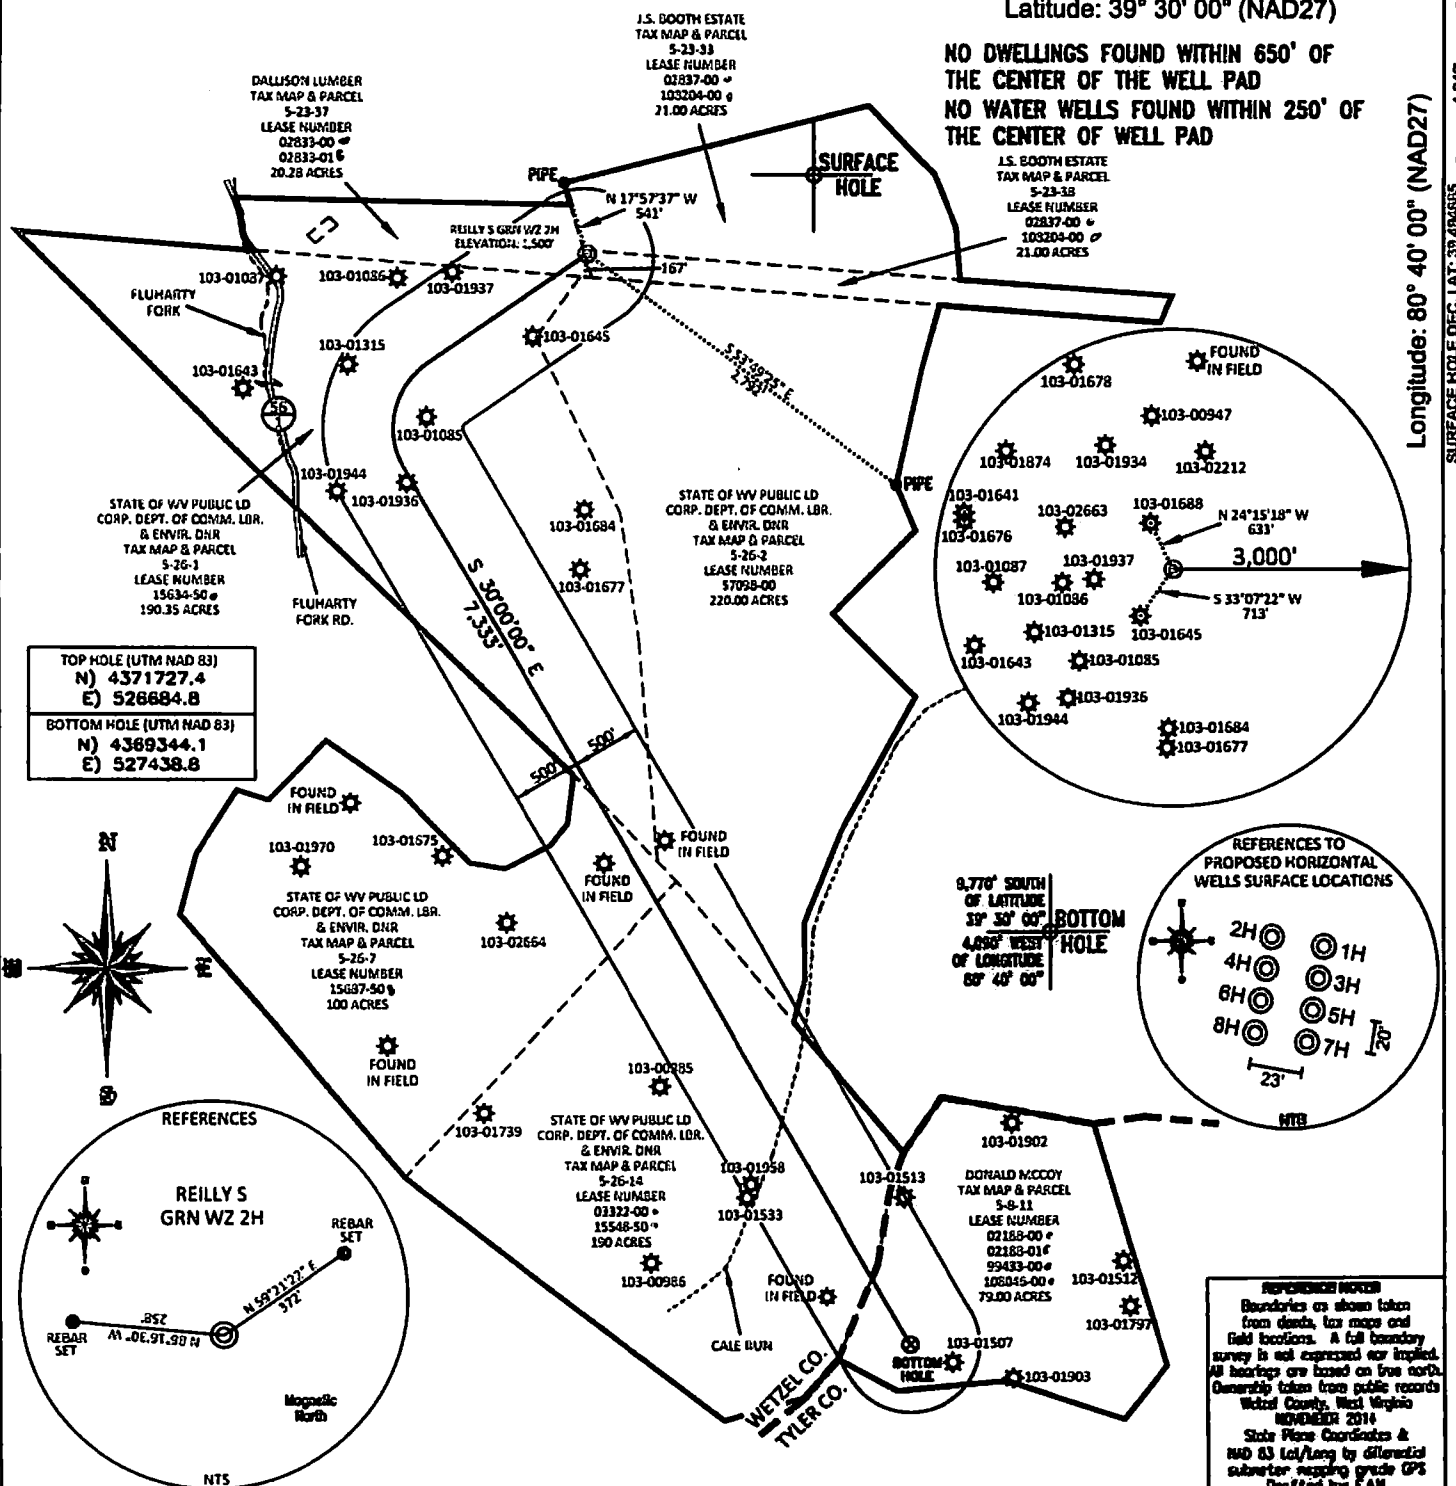 Latitude: 39° 30' 00" (NAD27)
NO DWELLINGS FOUND WITHIN 650' OF
THE CENTER OF THE WELL PAD
NO WATER WELLS FOUND WITHIN 250' OF
THE CENTER OF WELL PAD
Longitude: 80° 40' 00" (NAD27)
J.S. BOOTH ESTATE
TAX MAP & PARCEL
5-23-33
LEASE NUMBER
02837-00
103204-00
21.00 ACRES
DALLISON LUMBER
TAX MAP & PARCEL
5-23-37
LEASE NUMBER
02833-00
02833-01
20.28 ACRES
J.S. BOOTH ESTATE
TAX MAP & PARCEL
5-23-38
LEASE NUMBER
02837-00
103204-00
21.00 ACRES
SURFACE
HOLE
PIPE
N 17°57'37" W
541'
REILLY S GRN WZ 2H
ELEVATION: 1,500'
167'
103-01086
103-01937
FLUHARTY
FORK
103-01315
103-01645
103-01643
56
1
103-01085
103-01944
103-01936
PIPE
STATE OF WV PUBLIC LD
CORP. DEPT. OF COMM. LBR.
& ENVIR. DNR
TAX MAP & PARCEL
5-26-1
LEASE NUMBER
15634-50
190.35 ACRES
FLUHARTY
FORK RD.
103-01684
103-01677
STATE OF WV PUBLIC LD
CORP. DEPT. OF COMM. LBR.
& ENVIR. DNR
TAX MAP & PARCEL
5-26-2
LEASE NUMBER
57098-00
220.00 ACRES
S 30°00'00" E
7,333'
FOUND
IN FIELD
103-01678
103-00947
103-01874
103-01934
103-02212
103-01641
103-01676
103-02663
103-01688
N 24°15'18" W
633'
3,000'
103-01087
103-01937
103-01086
S 33°07'22" W
713'
103-01645
103-01315
103-01643
103-01085
103-01936
103-01944
103-01684
103-01677
TOP HOLE (UTM NAD 83)
N) 4371727.4
E) 526684.8
BOTTOM HOLE (UTM NAD 83)
N) 4369344.1
E) 527438.8
500'
500'
FOUND
IN FIELD
103-01970
103-01675
FOUND
IN FIELD
FOUND
IN FIELD
STATE OF WV PUBLIC LD
CORP. DEPT. OF COMM. LBR.
& ENVIR. DNR
TAX MAP & PARCEL
5-26-7
LEASE NUMBER
15687-50
100 ACRES
103-02664
FOUND
IN FIELD
9,770' SOUTH
OF LATITUDE
39° 30' 00"
4,090' WEST
OF LONGITUDE
80° 40' 00"
BOTTOM
HOLE
REFERENCES TO
PROPOSED HORIZONTAL
WELLS SURFACE LOCATIONS
2H
1H
4H
3H
6H
5H
8H
7H
20'
23'
NTS
103-01739
STATE OF WV PUBLIC LD
CORP. DEPT. OF COMM. LBR.
& ENVIR. DNR
TAX MAP & PARCEL
5-26-14
LEASE NUMBER
03322-00
15548-50
190 ACRES
103-01958
103-01533
103-01513
103-01902
DONALD MCCOY
TAX MAP & PARCEL
5-8-11
LEASE NUMBER
02188-00
02188-01
99433-00
108045-00
79.00 ACRES
103-01512
103-01797
103-00986
FOUND
IN FIELD
CALE RUN
BOTTOM
HOLE
103-01507
103-01903
WETZEL CO.
TYLER CO.
REFERENCES
REILLY S
GRN WZ 2H
REBAR
SET
N 59°21'22" E
372'
258'
N 86°16'30" W
REBAR
SET
Magnetic
North
NTS
Boundaries as shown taken
from deeds, tax maps and
field locations. A full boundary
survey is not expressed nor implied.
All bearings are based on true north.
Ownership taken from public records
Wetzel County, West Virginia
NOVEMBER 2014
State Plane Coordinates &
NAD 83 Lat/Long by differential
submeter mapping grade GPS